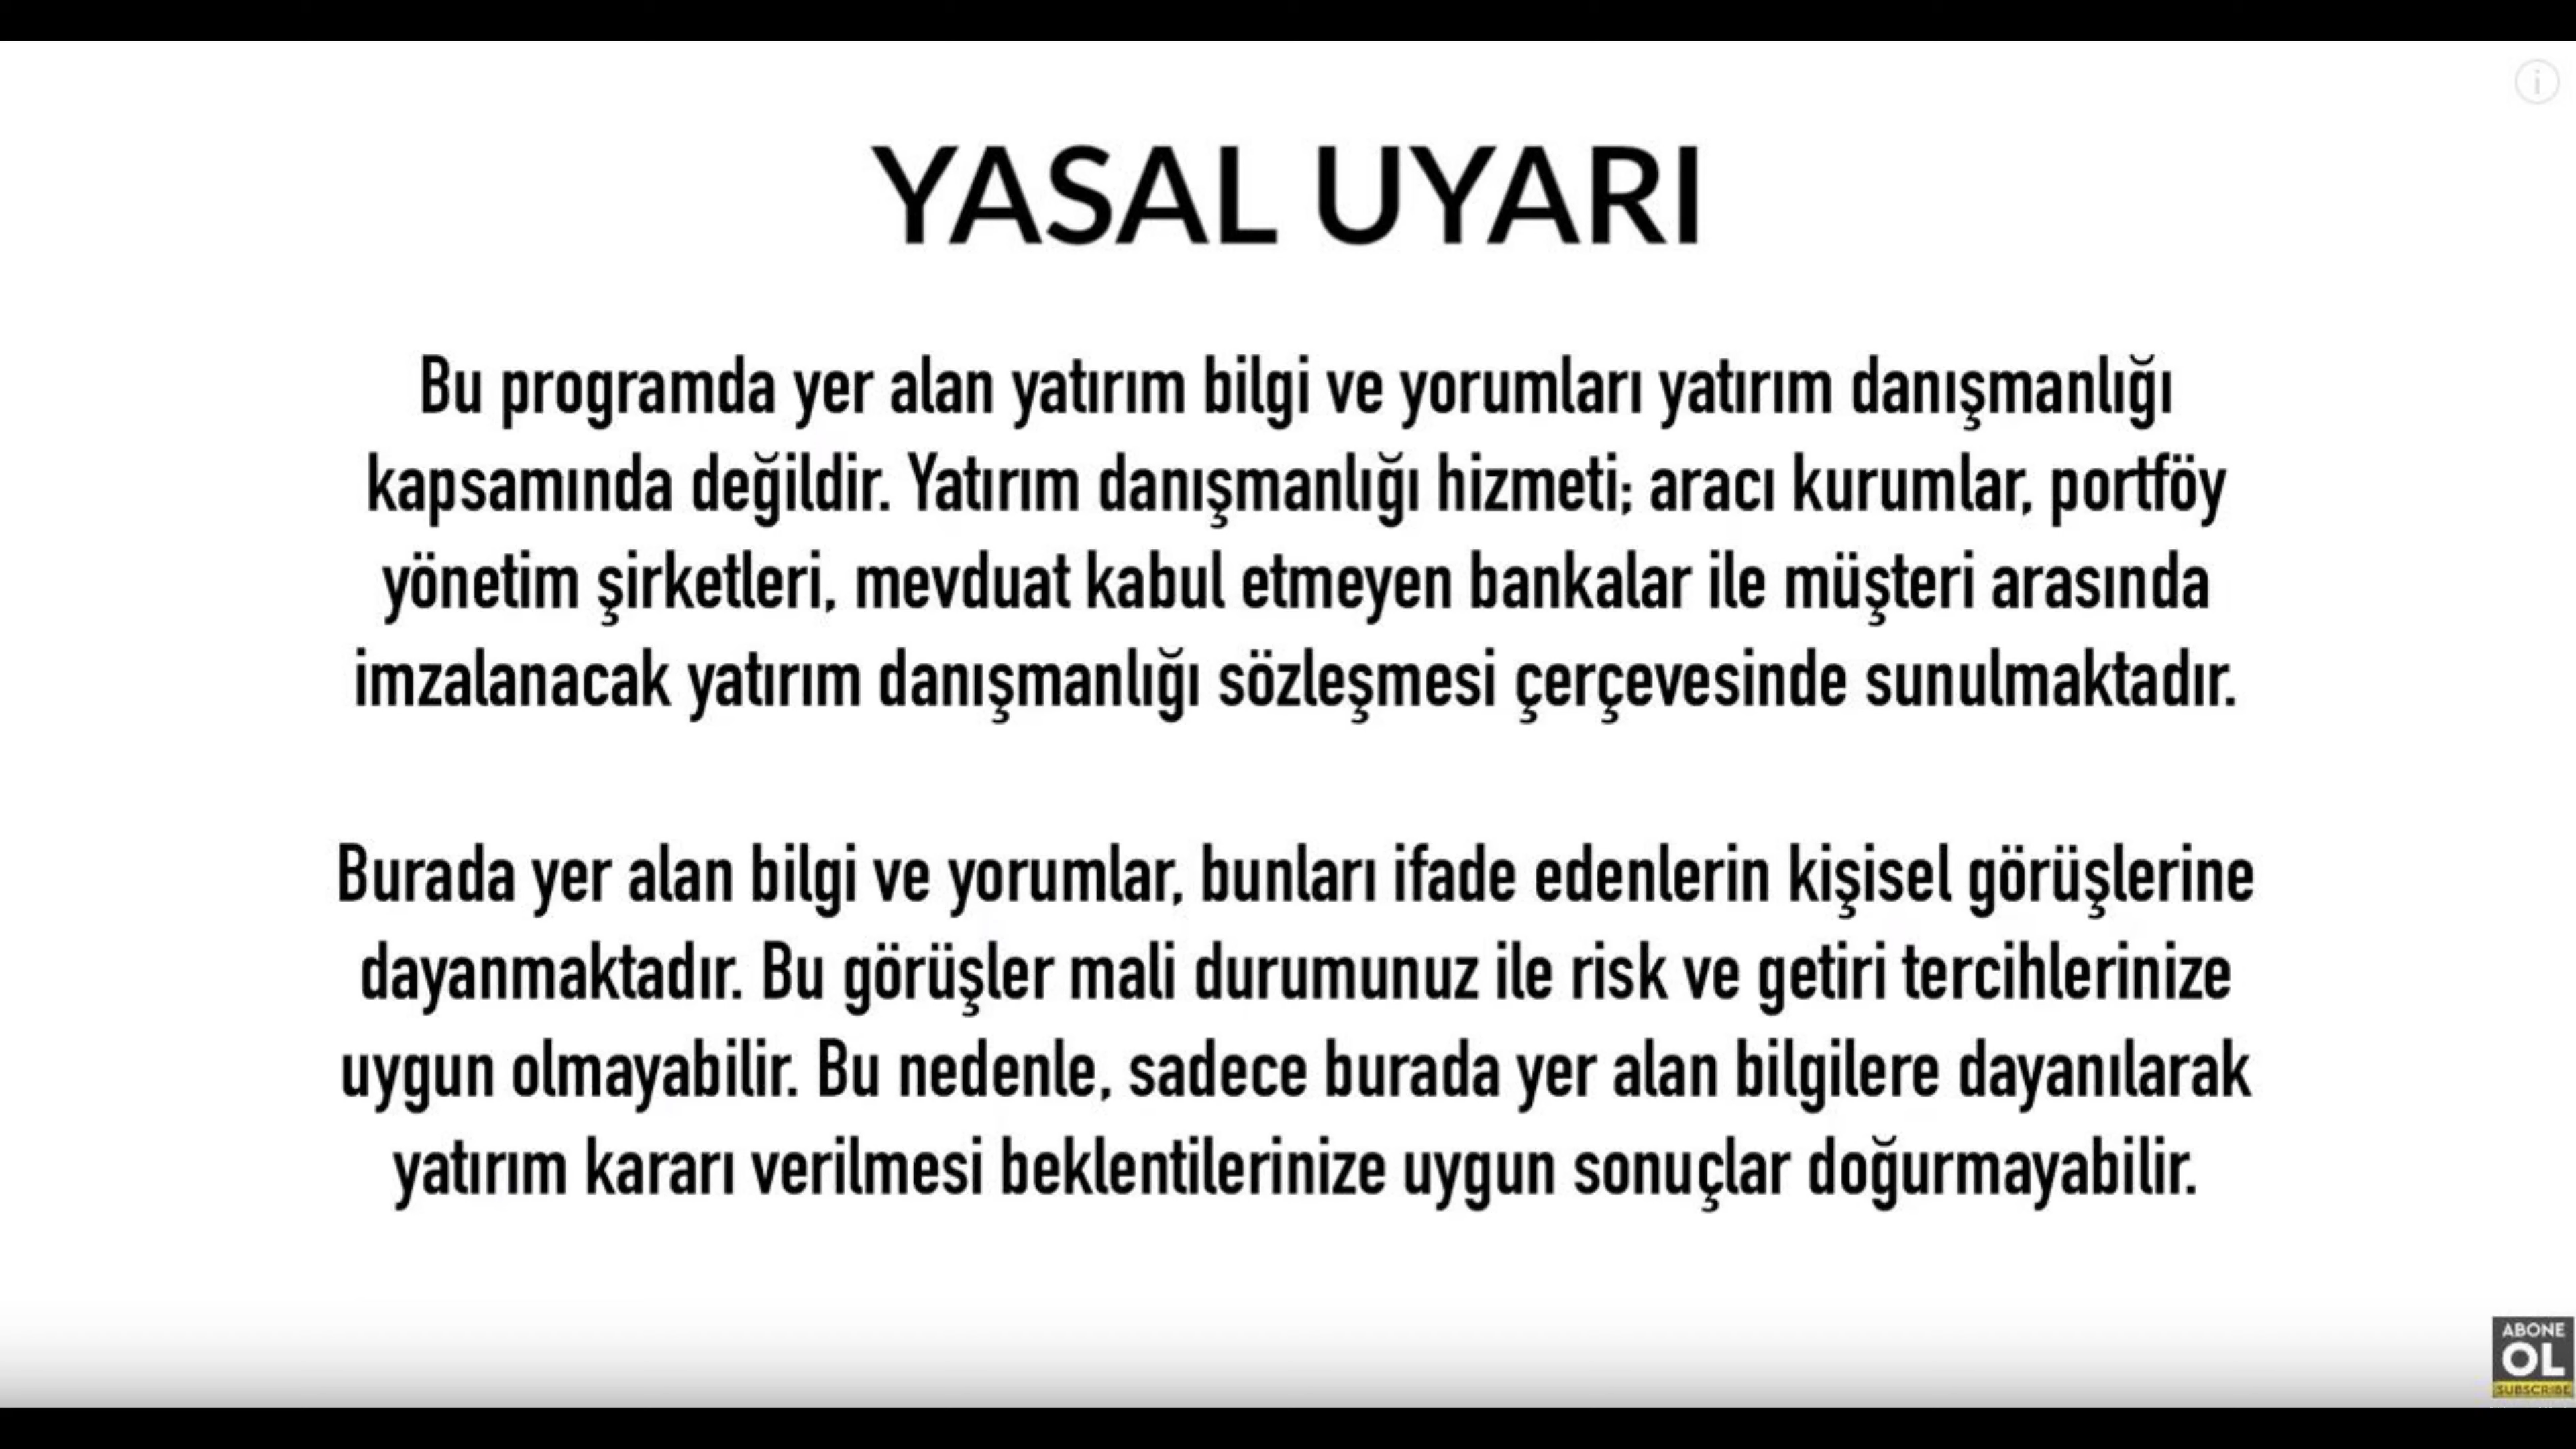 YASAL UYARI
Bu programda yer alan yatırım bilgi ve yorumları yatırım danışmanlığı
kapsamında değildir. Yatırım danışmanlığı hizmeti; aracı kurumlar, portföy
yönetim şirketleri, mevduat kabul etmeyen bankalar ile müşteri arasında
imzalanacak yatırım danışmanlığı sözleşmesi çerçevesinde sunulmaktadır.
Burada yer alan bilgi ve yorumlar, bunları ifade edenlerin kişisel görüşlerine
dayanmaktadır. Bu görüşler mali durumunuz ile risk ve getiri tercihlerinize
uygun olmayabilir. Bu nedenle, sadece burada yer alan bilgilere dayanılarak
yatırım kararı verilmesi beklentilerinize uygun sonuçlar doğurmayabilir.
ABONE
OL
SUBSCRIBE